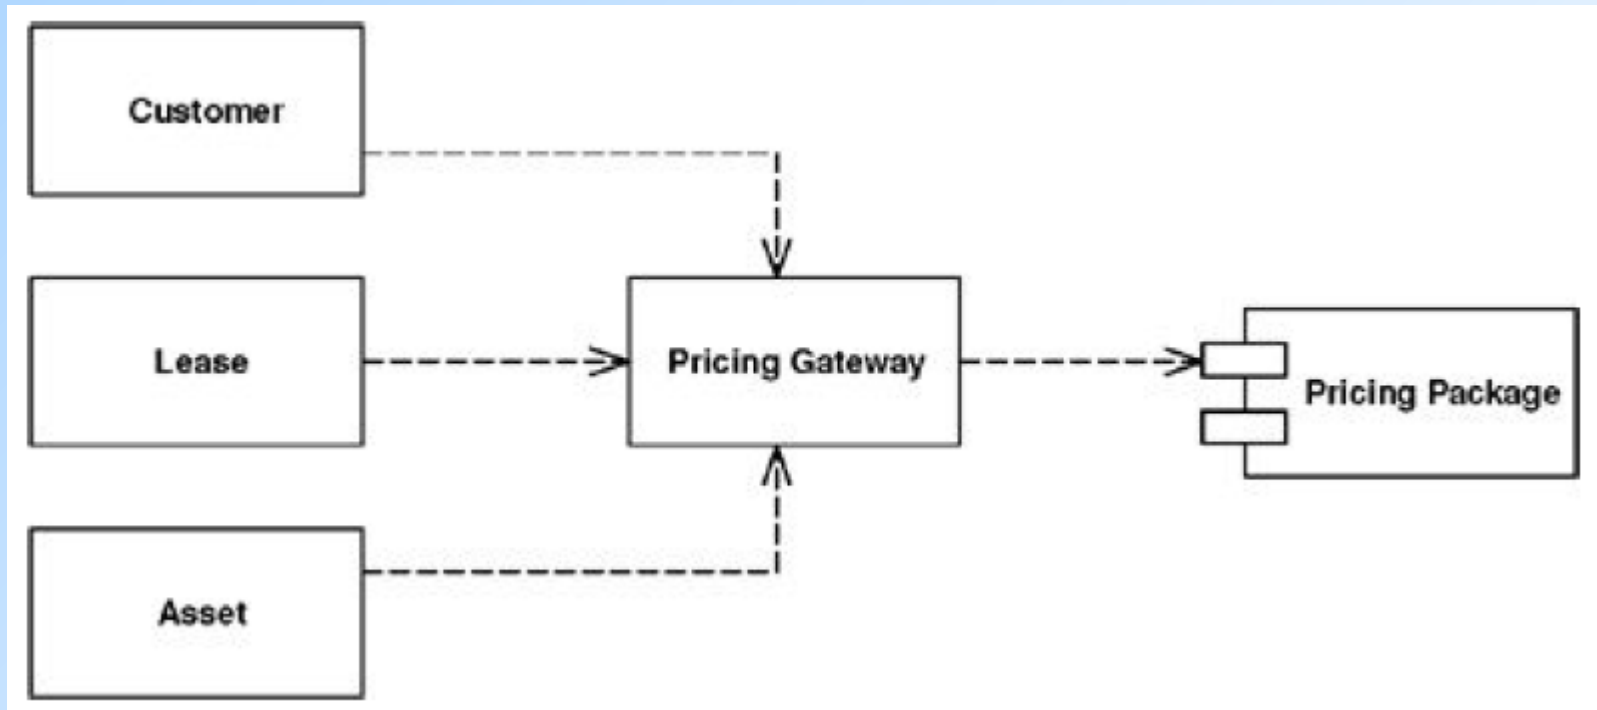 Customer
Lease
Pricing Gateway
Pricing Package
Asset